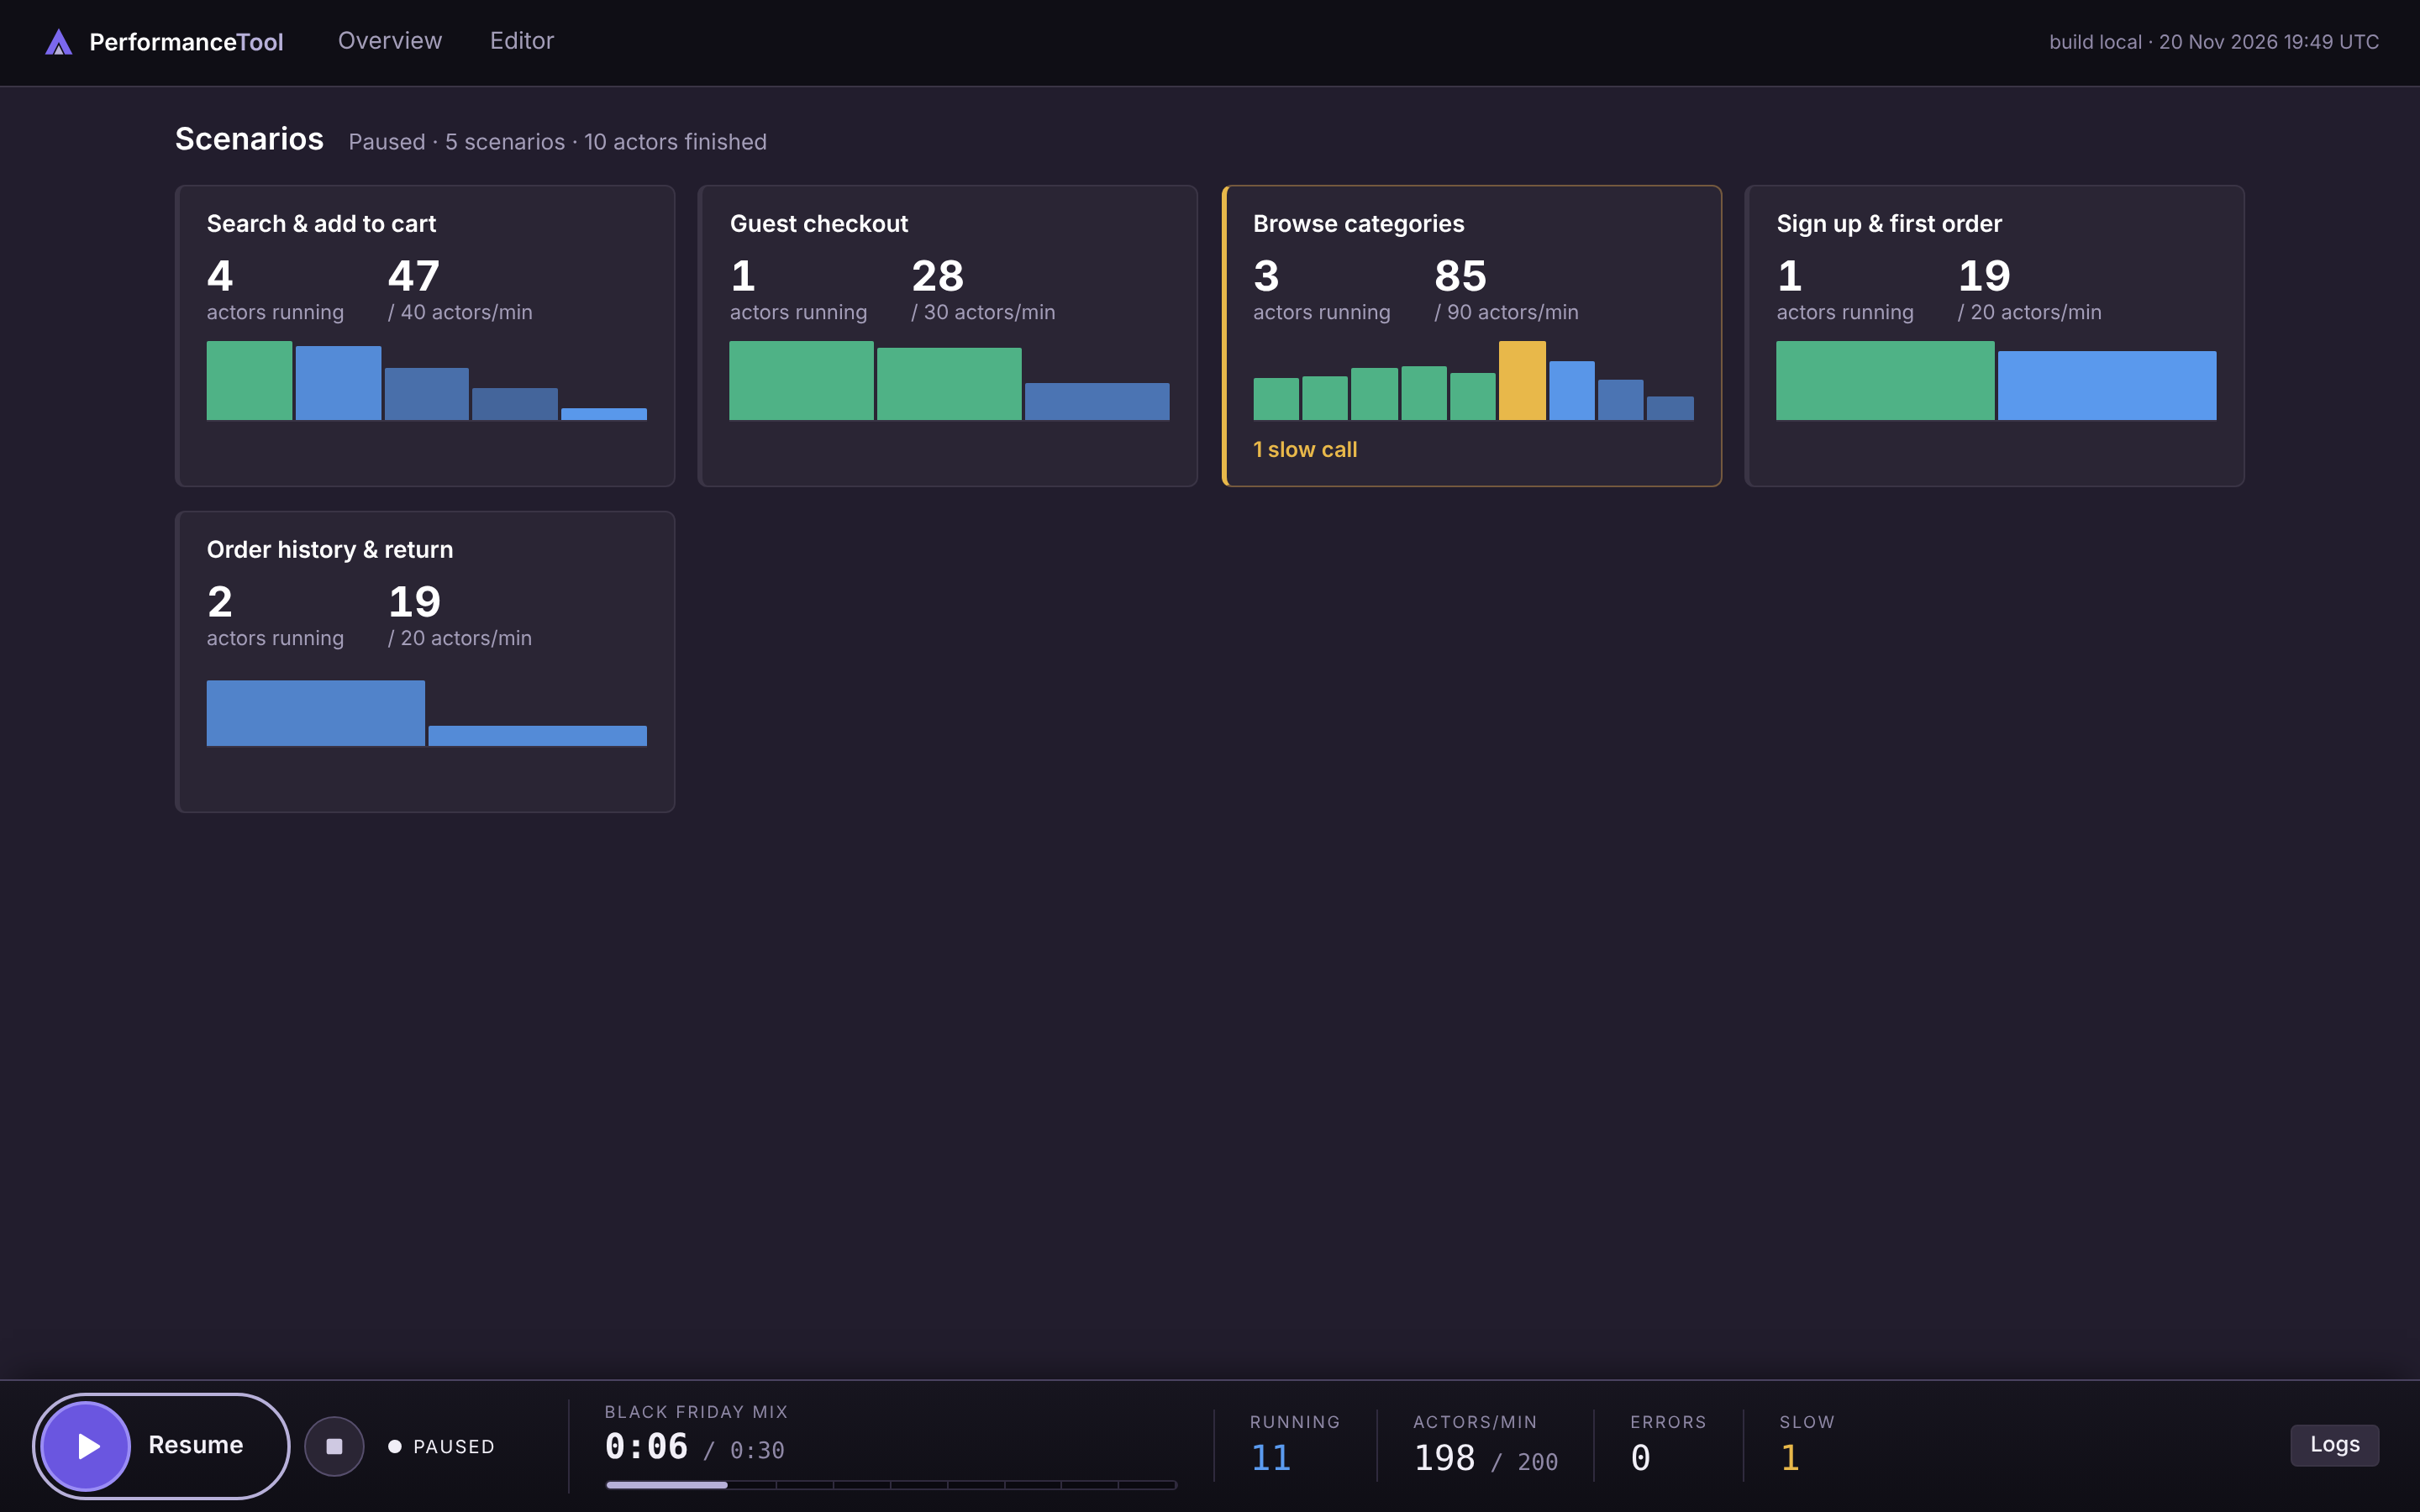 PerformanceTool Overview Editor build local · 20 Nov 2026 19:49 UTC
Scenarios Paused · 5 scenarios · 10 actors finished
Search & add to cart
4 47
actors running / 40 actors/min
Guest checkout
1 28
actors running / 30 actors/min
Browse categories
3 85
actors running / 90 actors/min
1 slow call
Sign up & first order
1 19
actors running / 20 actors/min
Order history & return
2 19
actors running / 20 actors/min
Resume
PAUSED
BLACK FRIDAY MIX
0:06 / 0:30
RUNNING
11
ACTORS/MIN
198 / 200
ERRORS
0
SLOW
1
Logs